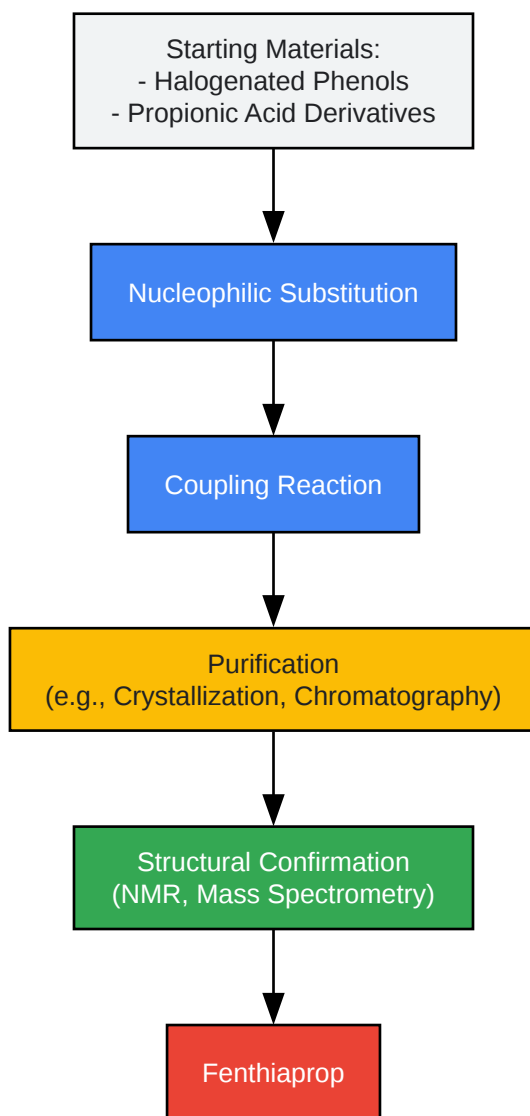 Starting Materials:
- Halogenated Phenols
- Propionic Acid Derivatives
Nucleophilic Substitution
Coupling Reaction
Purification
(e.g., Crystallization, Chromatography)
Structural Confirmation
(NMR, Mass Spectrometry)
Fenthiaprop